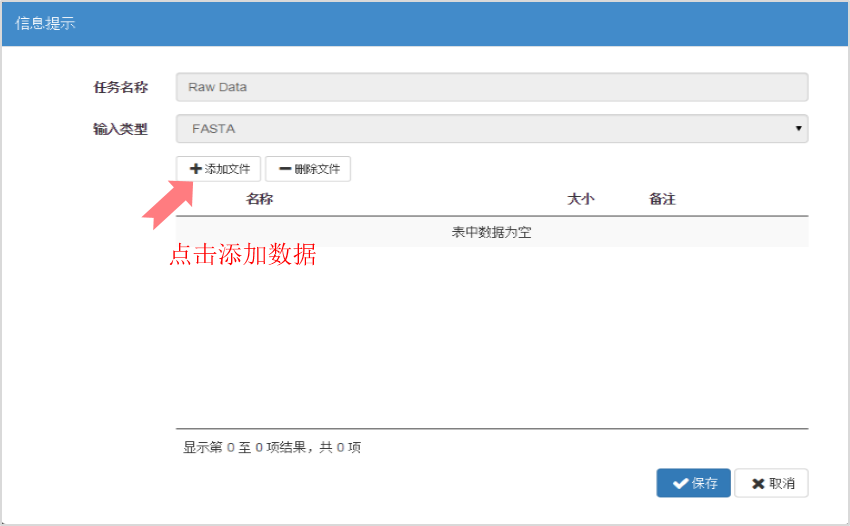 信息提示
任务名称 Raw Data
输入类型 FASTA
添加文件 删除文件
名称 大小 备注
表中数据为空
点击添加数据
显示第 0 至 0 项结果，共 0 项
保存 取消